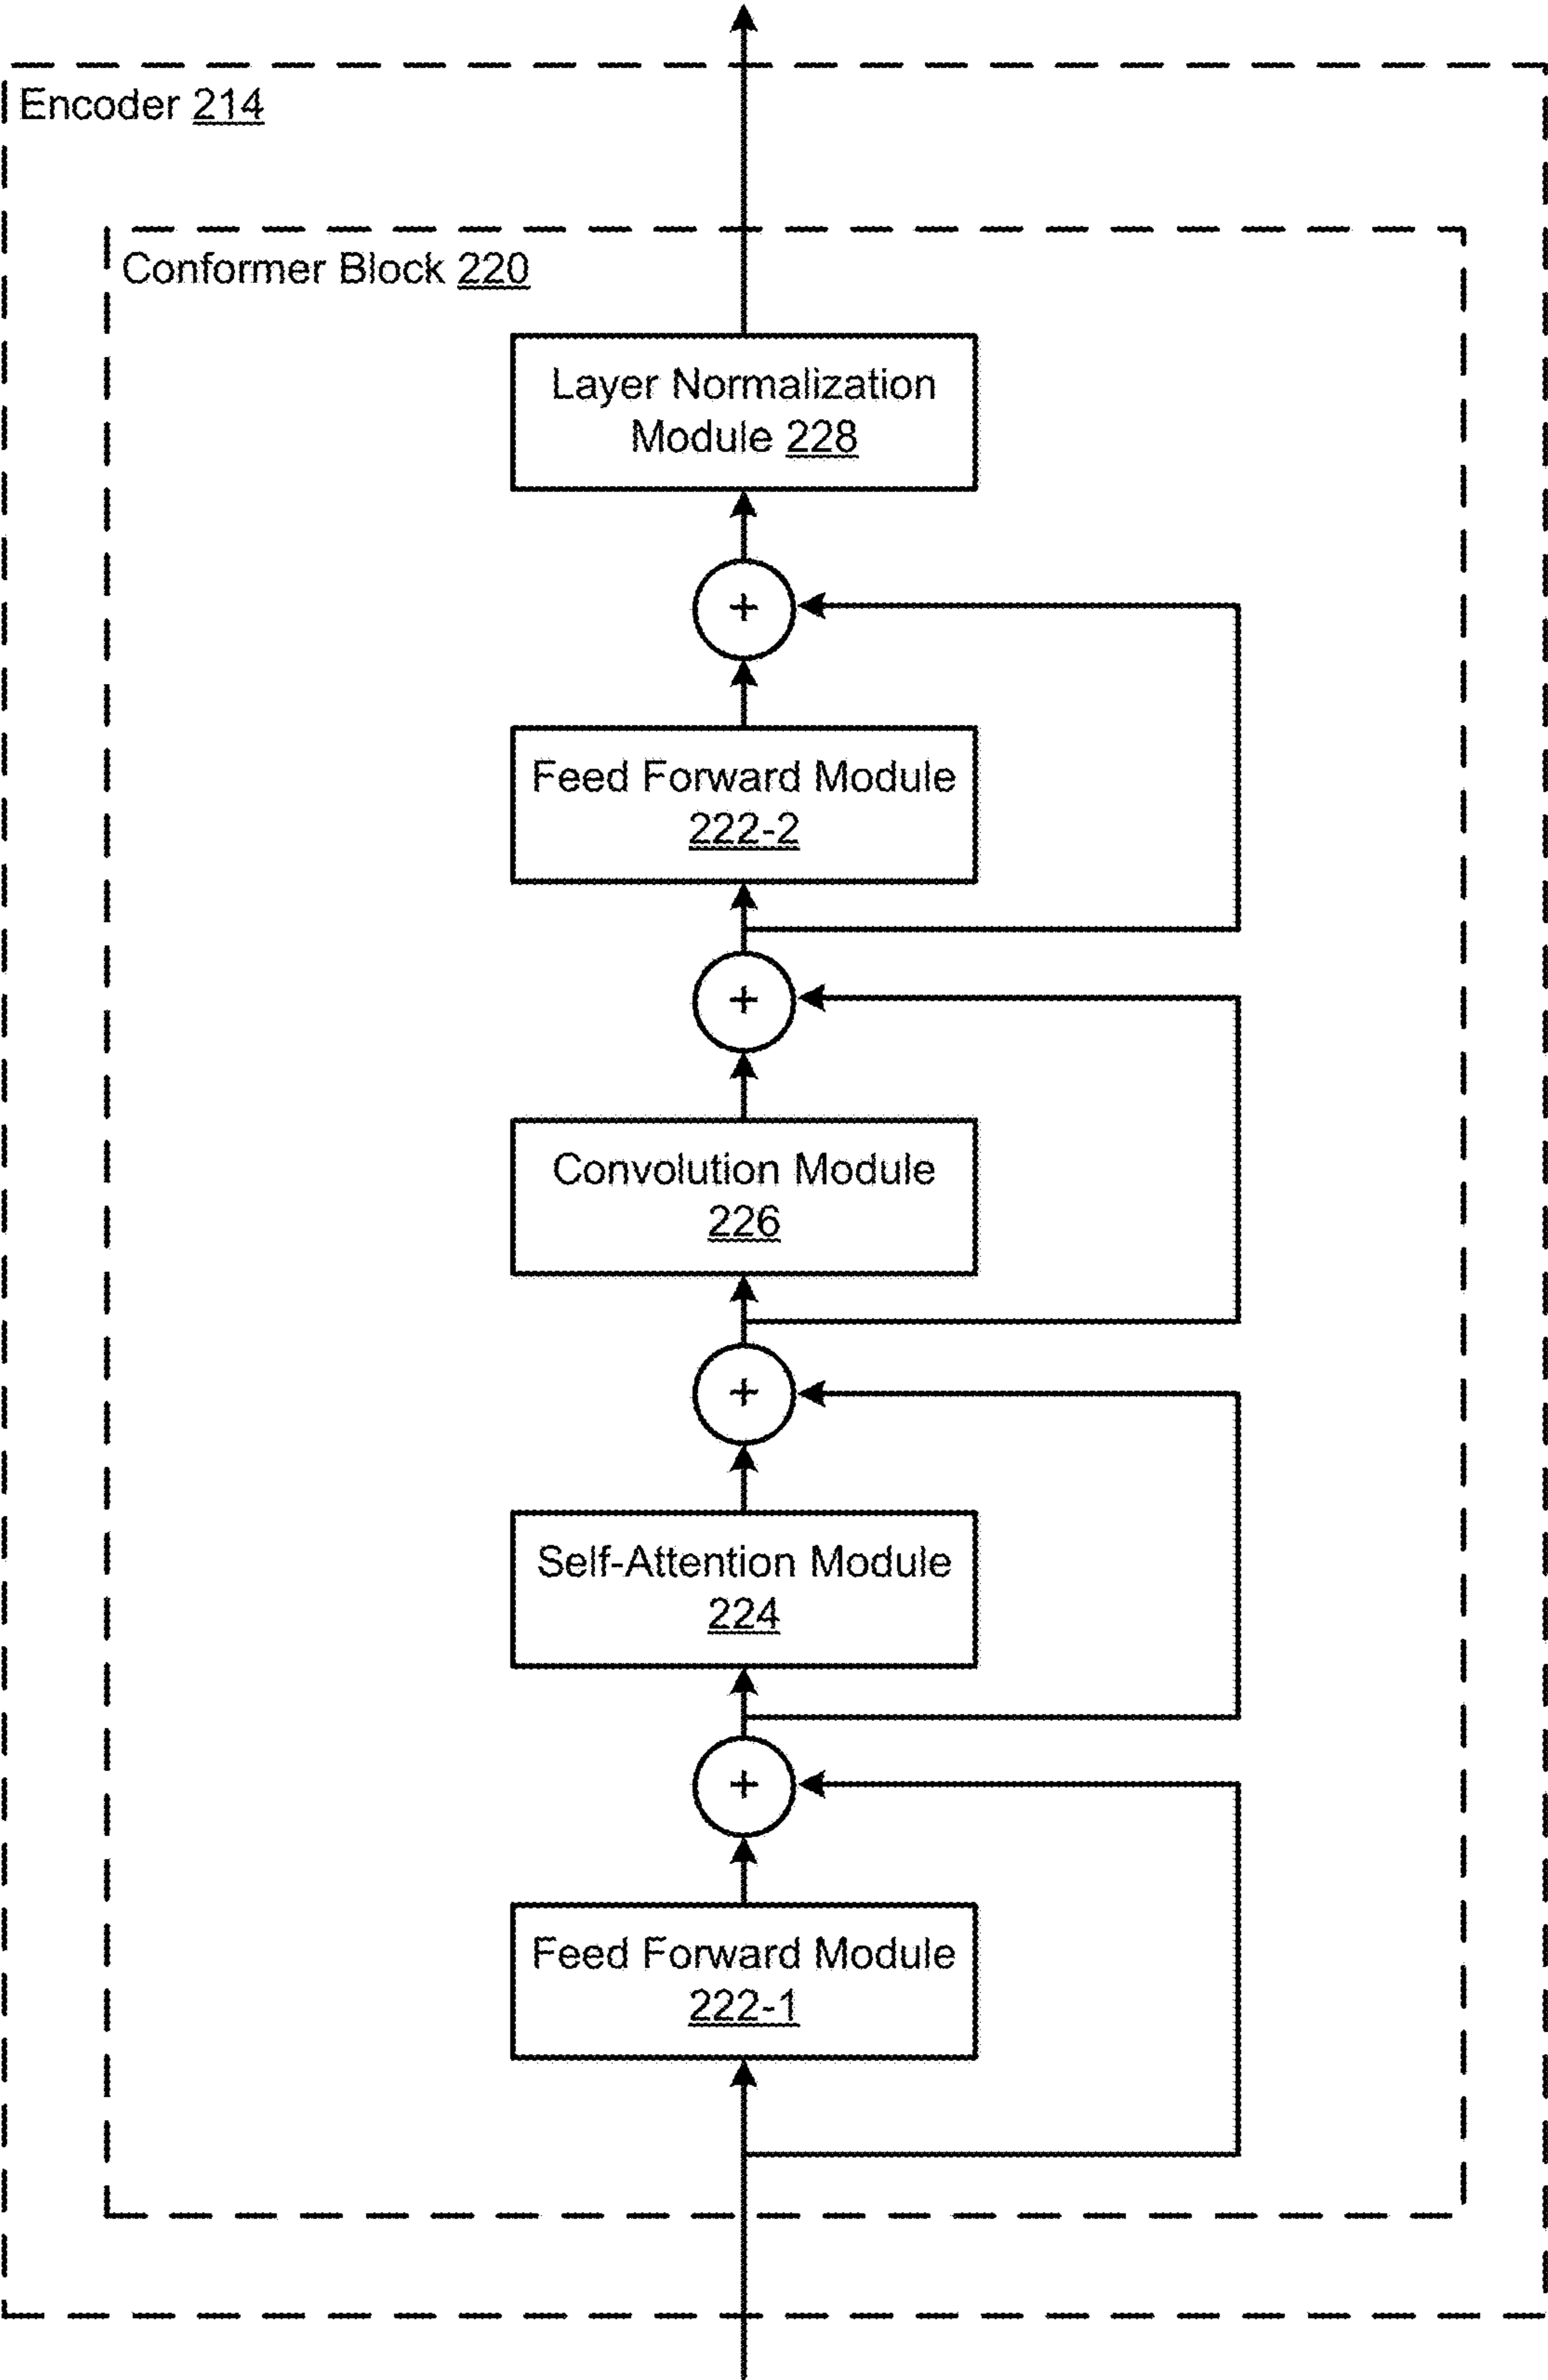 Encoder 214
Conformer Block 220
Layer Normalization
Module 228
+
Feed Forward Module
222-2
+
Convolution Module
226
+
Self-Attention Module
224
+
Feed Forward Module
222-1